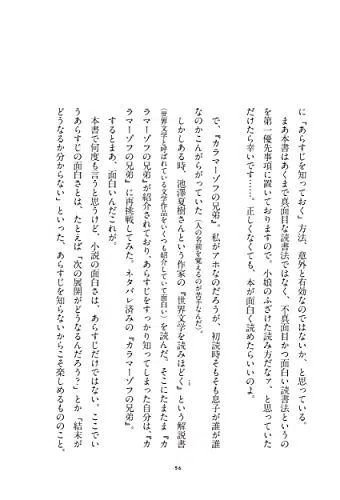 に「あらすじを知っておく」方法、意外と有効なのではないか、と思っている。
まあ本書はあくまで真面目な読書法ではなく、不真面目かつ面白い読書法というの
を第一優先事項に置いておりますので、小娘のふざけた読み方だなァ、と思ってい
だけたら幸いです……。正しくなくても、本が面白く読めたらいいのよ。
で、『カラマーゾフの兄弟』。私がアホなのだろうが、初読時そもそも息子が誰が誰
なのかこんがらがっていた（人の名前を覚えるのが苦手なんだ）。
しかしある時、池澤夏樹さんという作家の『世界文学を読みほどく』という解説書
（世界文学と呼ばれている文学作品をいくつも紹介していて面白い）を読んだ。そこにたまたま『カ
ラマーゾフの兄弟』が紹介されており、あらすじをすっかり知ってしまった自分は、『カ
ラマーゾフの兄弟』に再挑戦してみた。ネタバレ済みの『カラマーゾフの兄弟』。
するとまあ、面白いんだこれが。
本書で何度も言うと思うけど、小説の面白さは、あらすじだけではない。ここでい
うあらすじの面白さとは、たとえば「次の展開がどうなるんだろう？」とか「結末が
どうなるか分からない」といった、あらすじを知らないからこそ楽しめるもののこと。
56